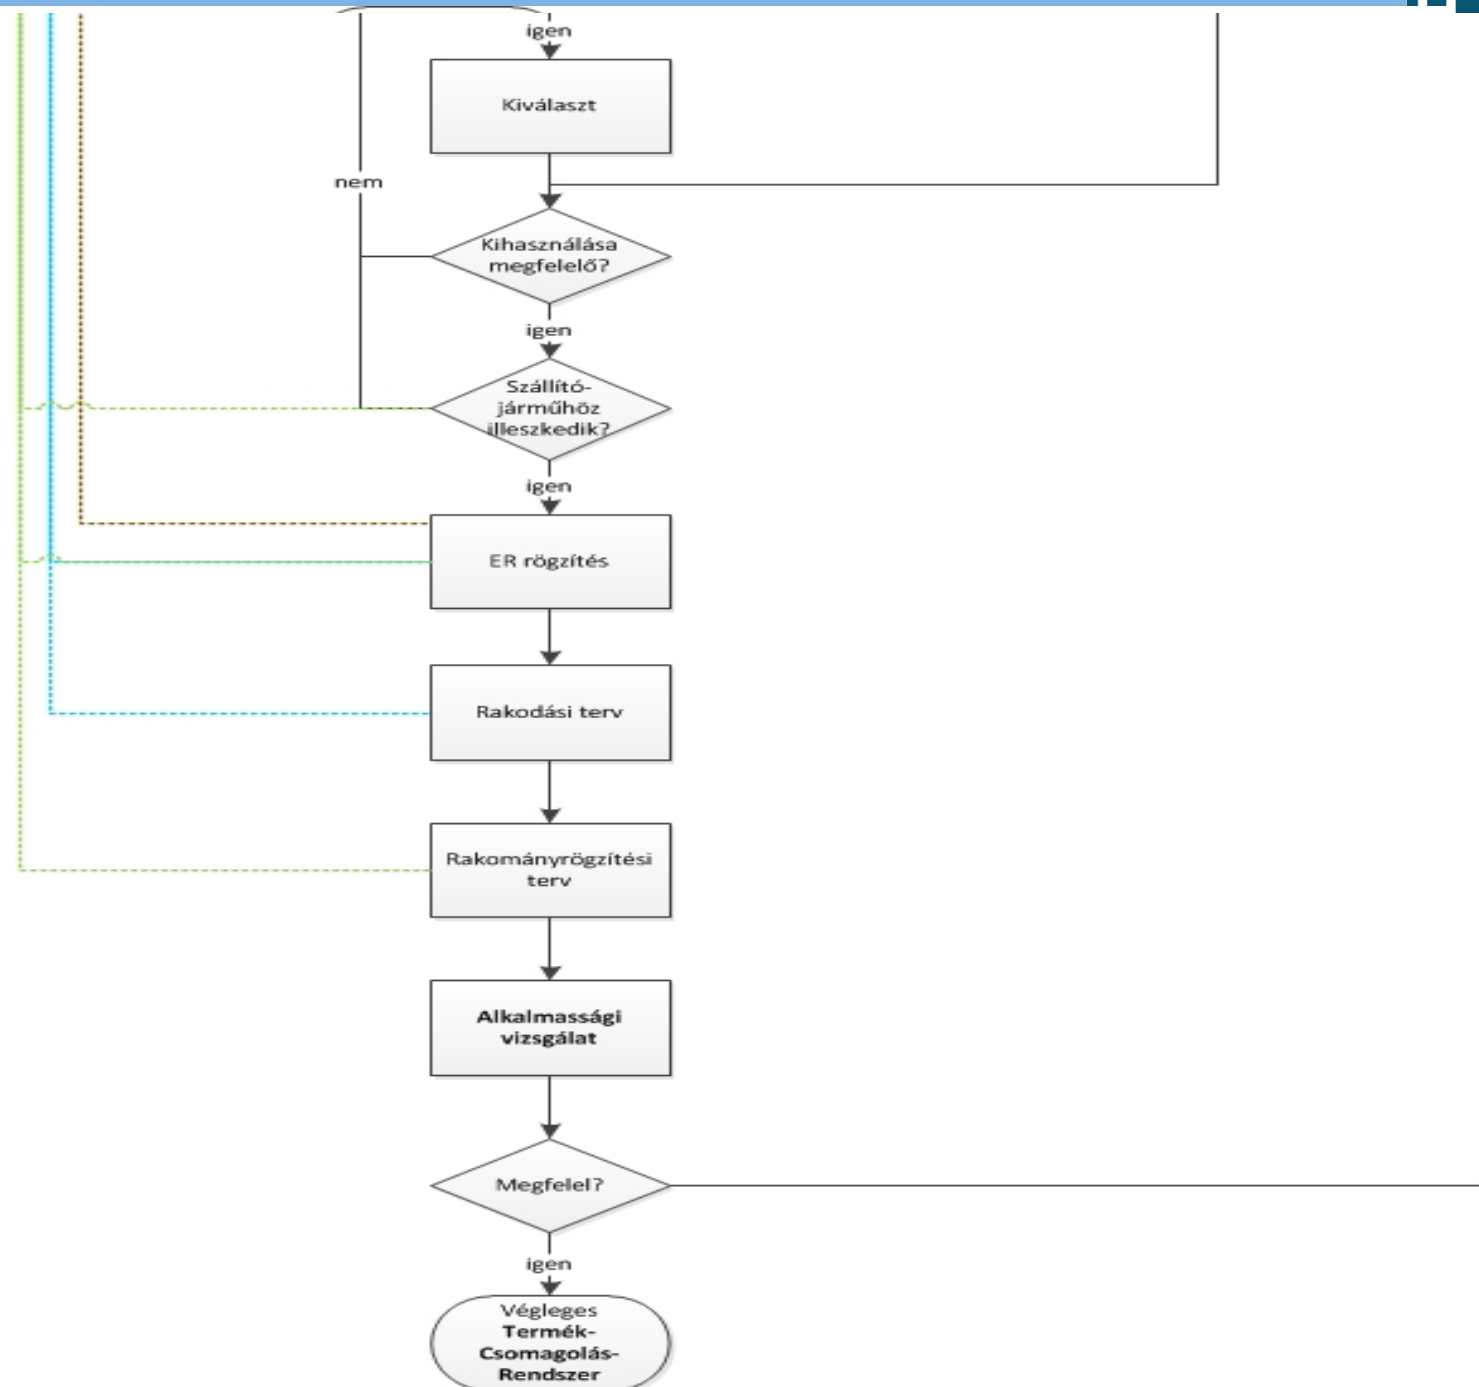 igen
Kiválaszt
nem
Kihasználása
megfelelő?
igen
Szállító-
járműhöz
illeszkedik?
igen
ER rögzítés
Rakodási terv
Rakományrögzítési
terv
Alkalmassági
vizsgálat
Megfelel?
igen
Végleges
Termék-
Csomagolás-
Rendszer